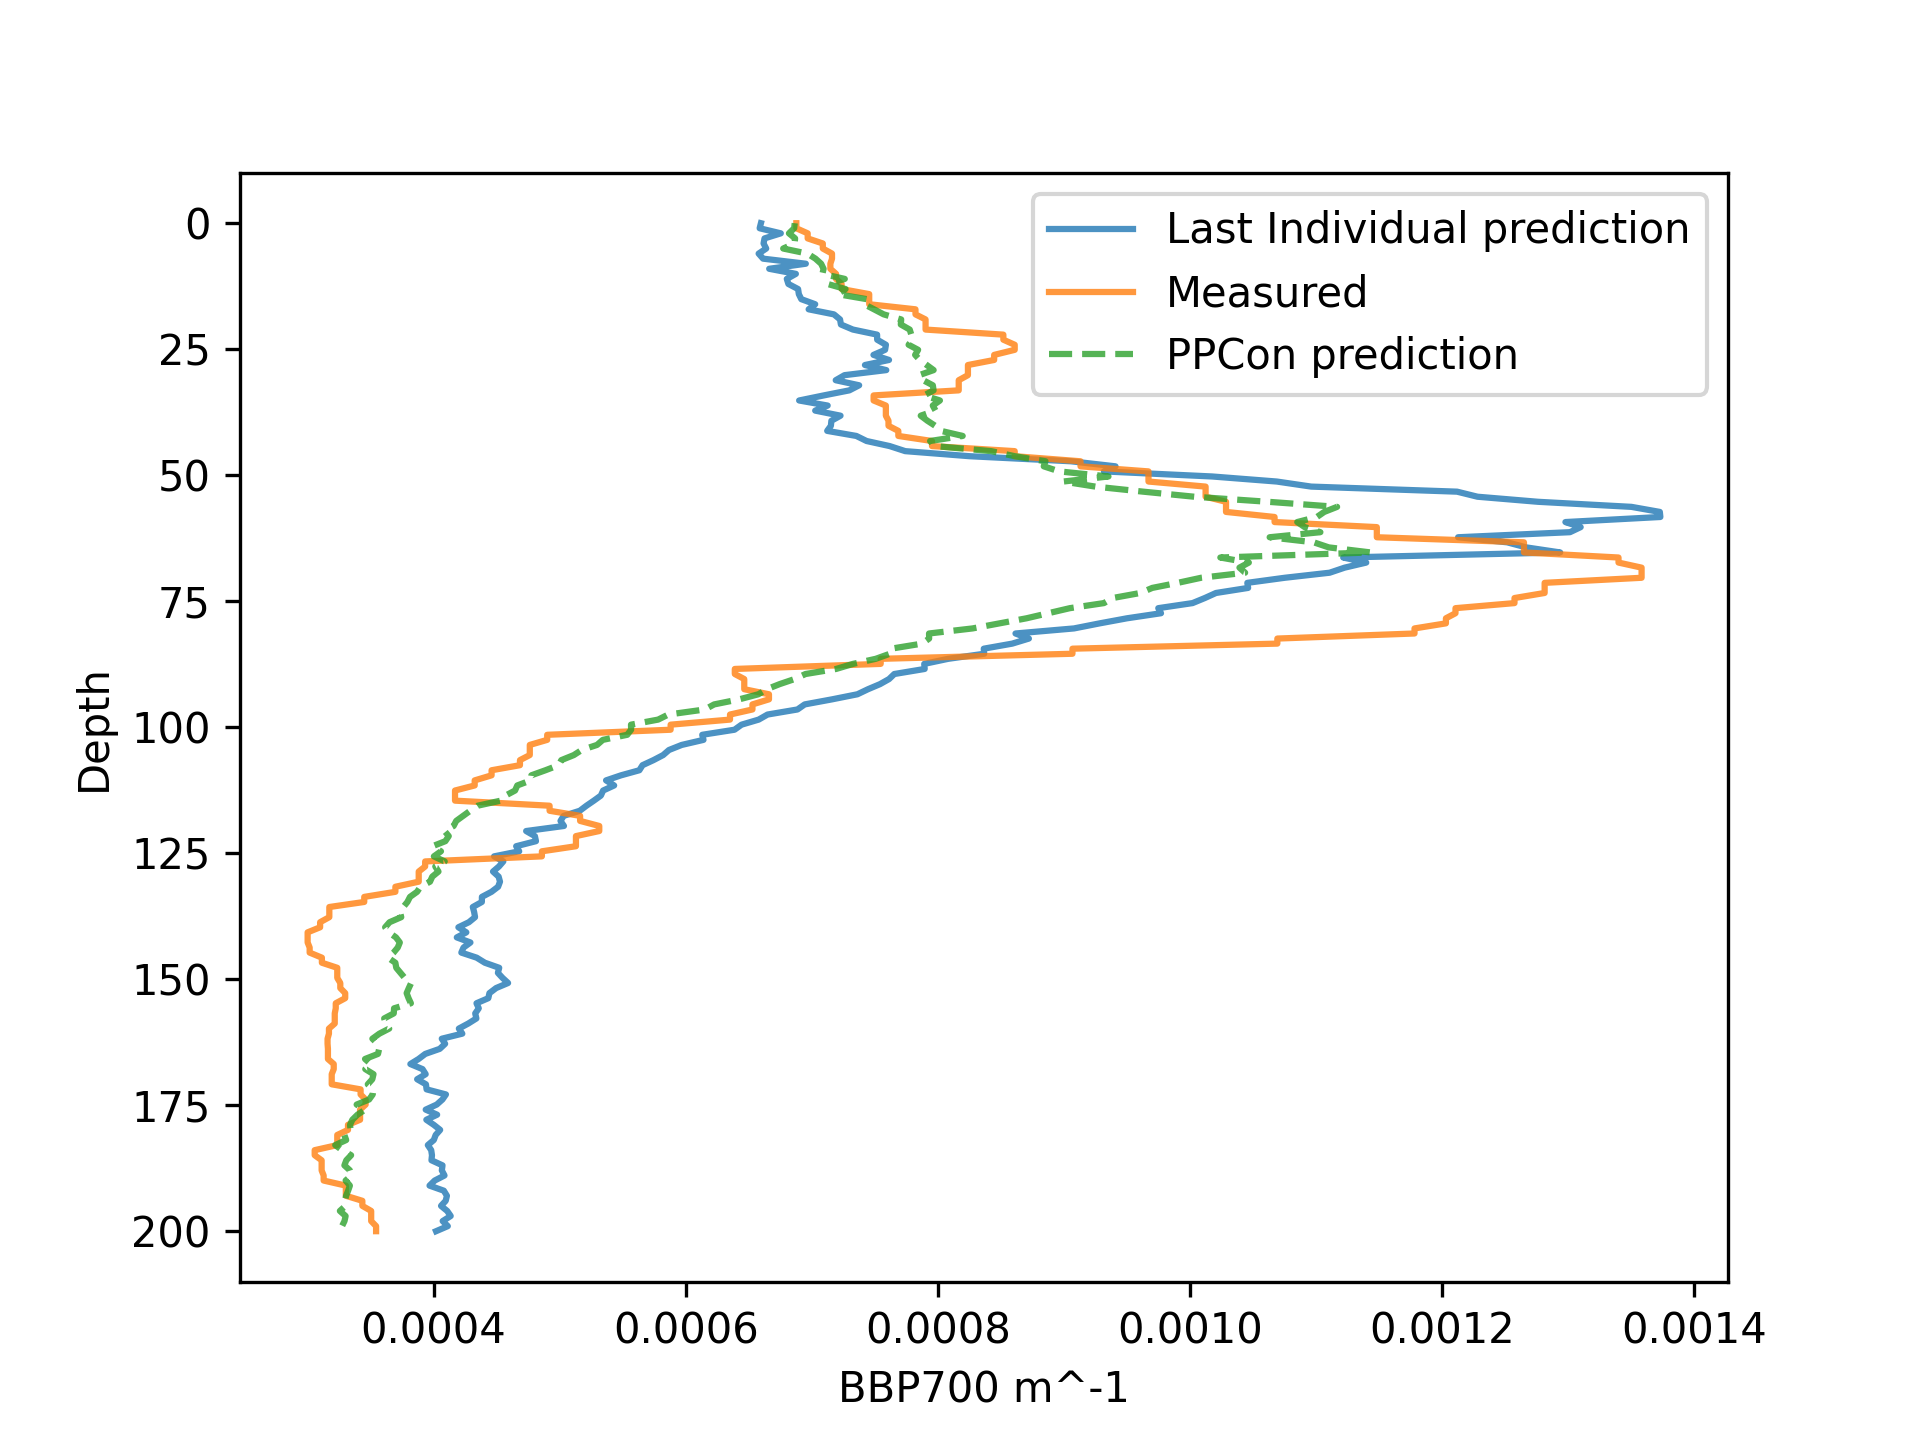 Last Individual prediction
Measured
PPCon prediction
0
25
50
75
100
125
150
175
200
Depth
0.0004 0.0006 0.0008 0.0010 0.0012 0.0014
BBP700 m^-1